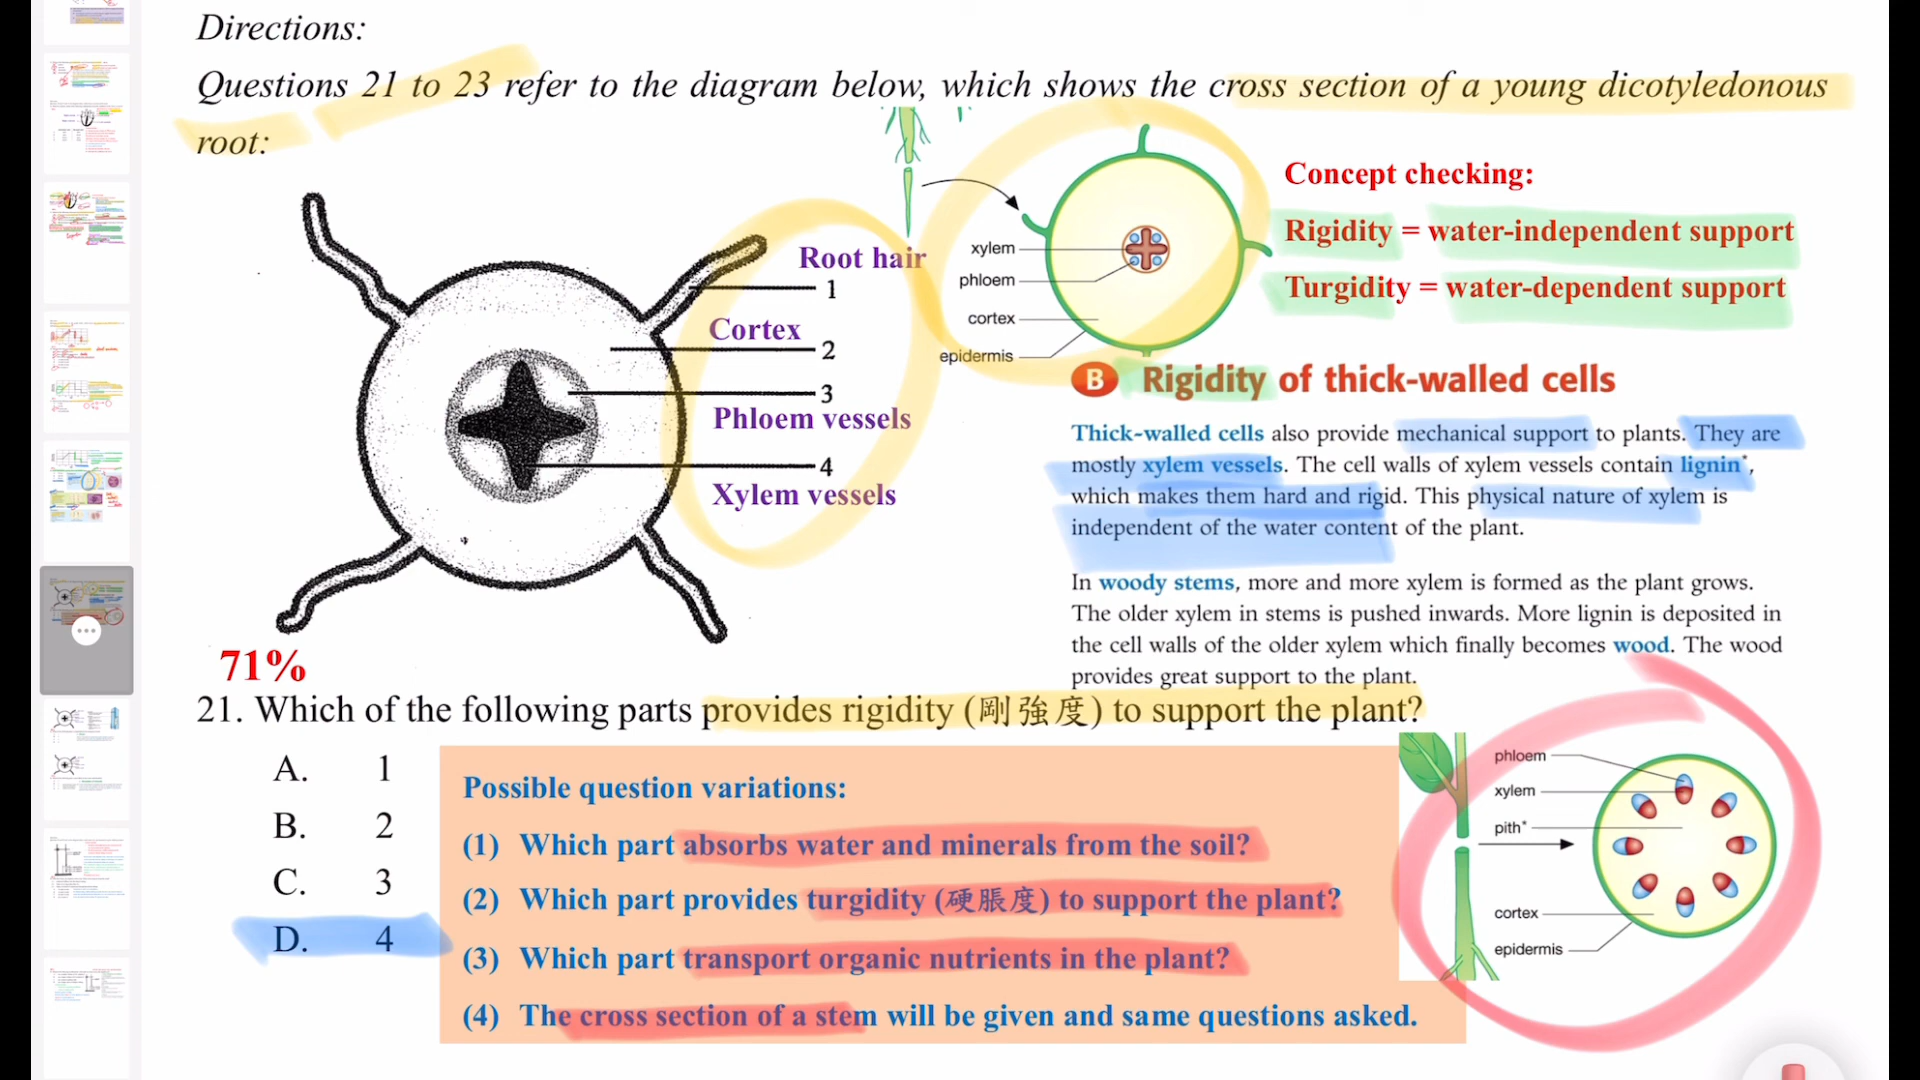 Directions:
Questions 21 to 23 refer to the diagram below, which shows the cross section of a young dicotyledonous
root:
Root hair
1
Cortex
2
3
Phloem vessels
4
Xylem vessels
xylem
phloem
cortex
epidermis
Concept checking:
Rigidity = water-independent support
Turgidity = water-dependent support
B Rigidity of thick-walled cells
Thick-walled cells also provide mechanical support to plants. They are
mostly xylem vessels. The cell walls of xylem vessels contain lignin*,
which makes them hard and rigid. This physical nature of xylem is
independent of the water content of the plant.
In woody stems, more and more xylem is formed as the plant grows.
The older xylem in stems is pushed inwards. More lignin is deposited in
the cell walls of the older xylem which finally becomes wood. The wood
provides great support to the plant.
71%
21. Which of the following parts provides rigidity (剛強度) to support the plant?
A. 1
B. 2
C. 3
D. 4
Possible question variations:
(1) Which part absorbs water and minerals from the soil?
(2) Which part provides turgidity (硬脹度) to support the plant?
(3) Which part transport organic nutrients in the plant?
(4) The cross section of a stem will be given and same questions asked.
phloem
xylem
pith*
cortex
epidermis